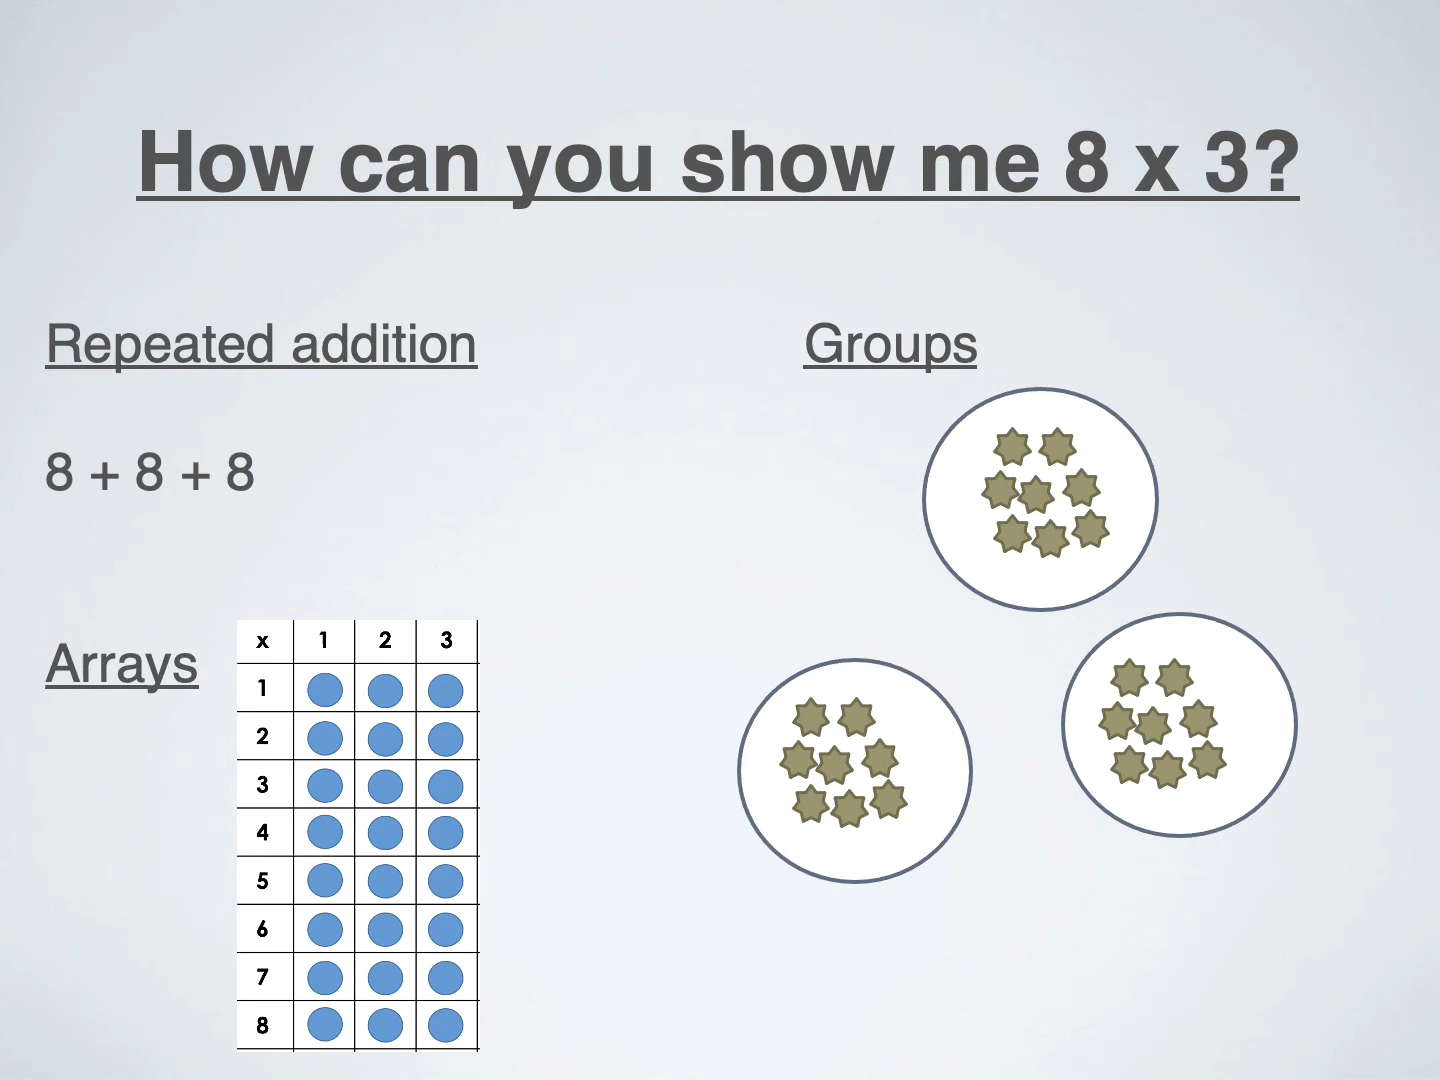 How can you show me 8 x 3?
Repeated addition
8 + 8 + 8
Groups
Arrays
x 1 2 3
1
2
3
4
5
6
7
8